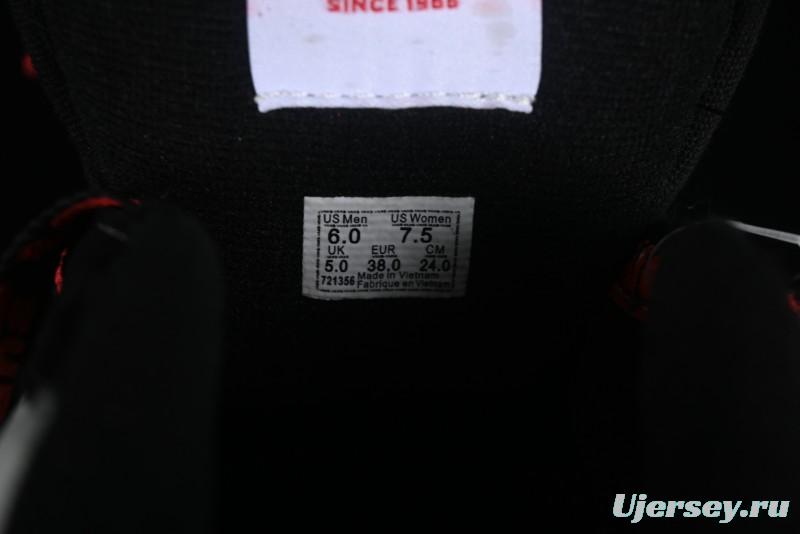 SINCE 1966
US Men US Women
6.0 7.5
UK EUR CM
5.0 38.0 24.0
721356 Made in Vietnam
Fabrique en Vietnam
Ujersey.ru